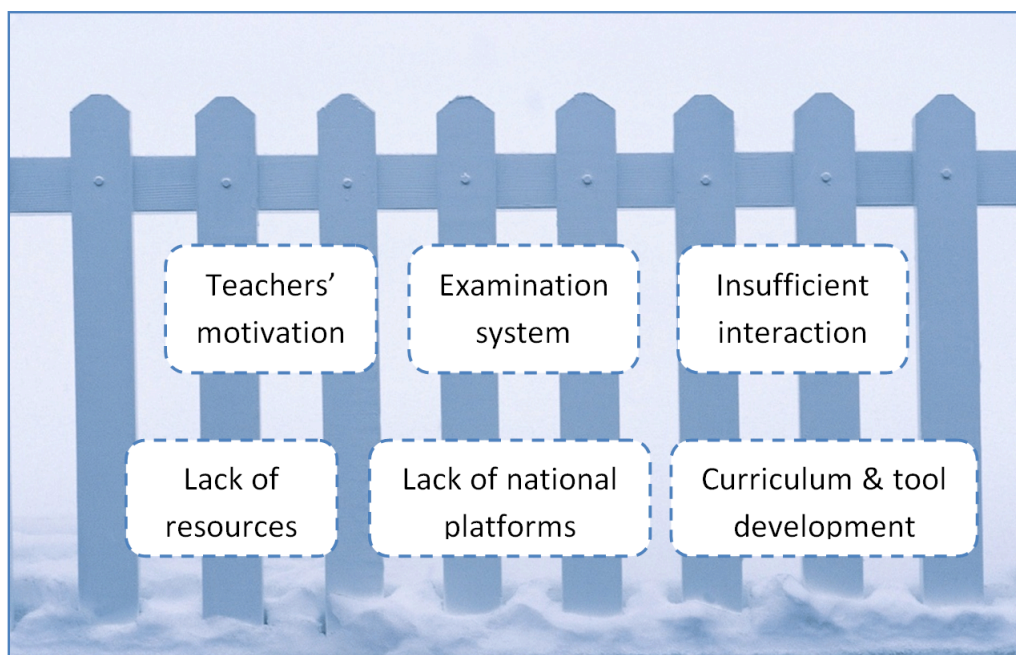 Teachers’
motivation
Examination
system
Insufficient
interaction
Lack of
resources
Lack of national
platforms
Curriculum & tool
development